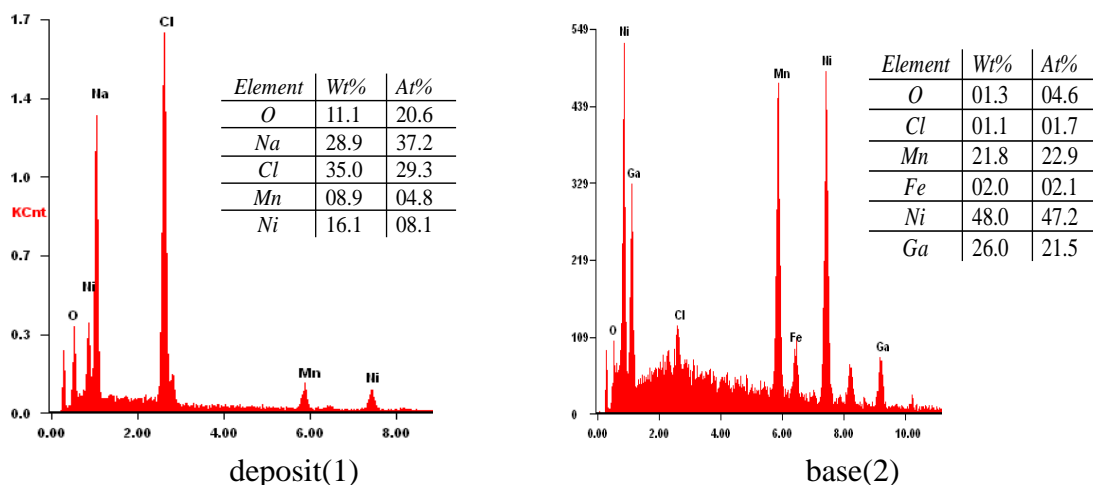 1.7
1.4
1.0
KCnt
0.7
0.3
0.0
0.00 2.00 4.00 6.00 8.00
O
Ni
Na
Cl
Mn
Ni
Element Wt% At%
O 11.1 20.6
Na 28.9 37.2
Cl 35.0 29.3
Mn 08.9 04.8
Ni 16.1 08.1
deposit(1)
549
439
329
219
109
0
0.00 2.00 4.00 6.00 8.00 10.00
O
Ni
Ga
Cl
Mn
Fe
Ni
Ga
Element Wt% At%
O 01.3 04.6
Cl 01.1 01.7
Mn 21.8 22.9
Fe 02.0 02.1
Ni 48.0 47.2
Ga 26.0 21.5
base(2)